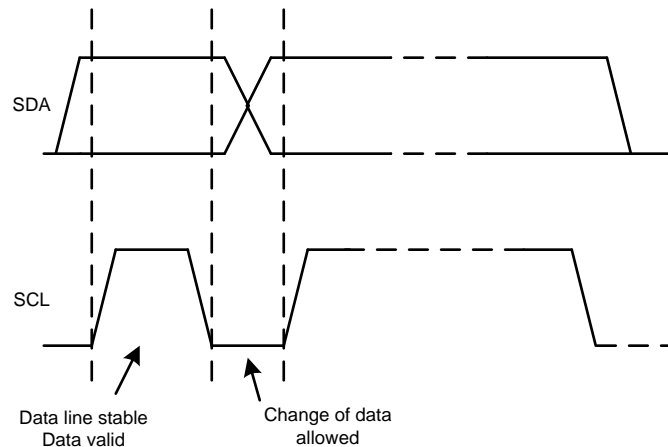 SDA
SCL
Data line stable
Data valid
Change of data
allowed